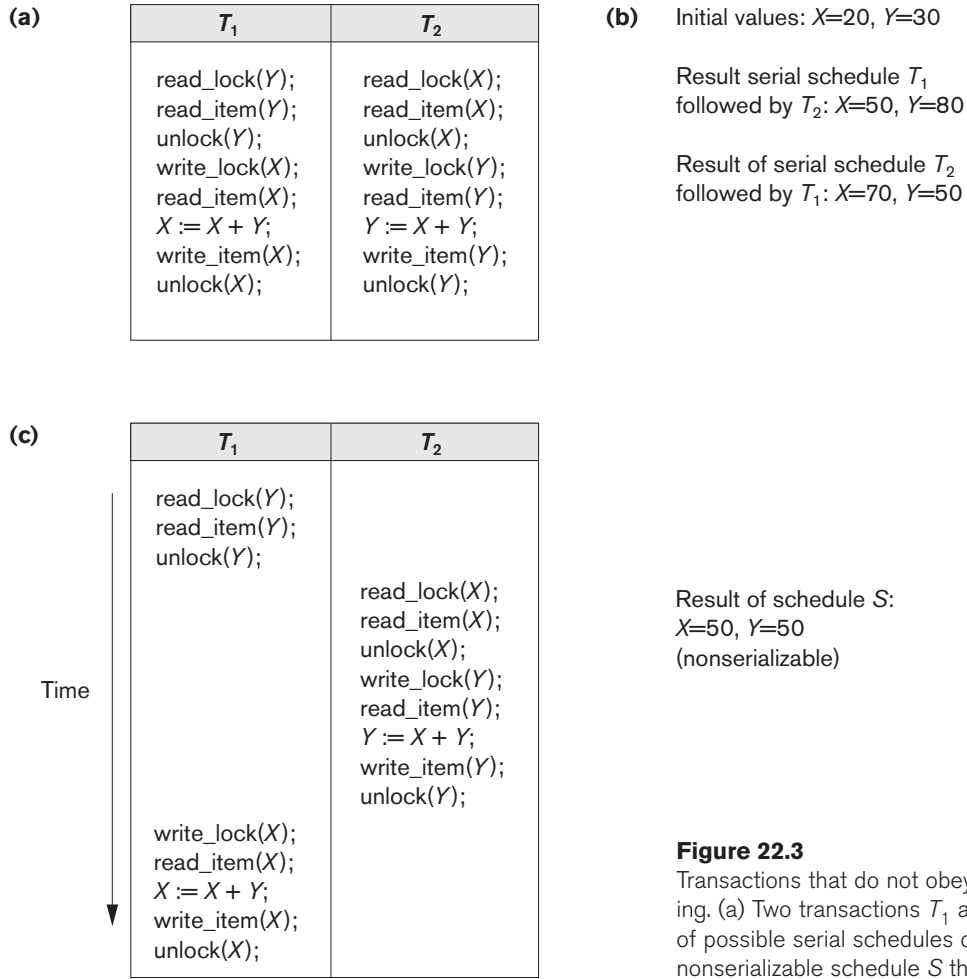 (a)
T1 T2
read_lock(Y); read_lock(X);
read_item(Y); read_item(X);
unlock(Y); unlock(X);
write_lock(X); write_lock(Y);
read_item(X); read_item(Y);
X := X + Y; Y := X + Y;
write_item(X); write_item(Y);
unlock(X); unlock(Y);
(b) Initial values: X=20, Y=30
Result serial schedule T1
followed by T2: X=50, Y=80
Result of serial schedule T2
followed by T1: X=70, Y=50
(c)
T1 T2
Time
read_lock(Y);
read_item(Y);
unlock(Y);
read_lock(X);
read_item(X);
unlock(X);
write_lock(Y);
read_item(Y);
Y := X + Y;
write_item(Y);
unlock(Y);
write_lock(X);
read_item(X);
X := X + Y;
write_item(X);
unlock(X);
Result of schedule S:
X=50, Y=50
(nonserializable)
Figure 22.3
Transactions that do not obey
ing. (a) Two transactions T1 a
of possible serial schedules o
nonserializable schedule S th